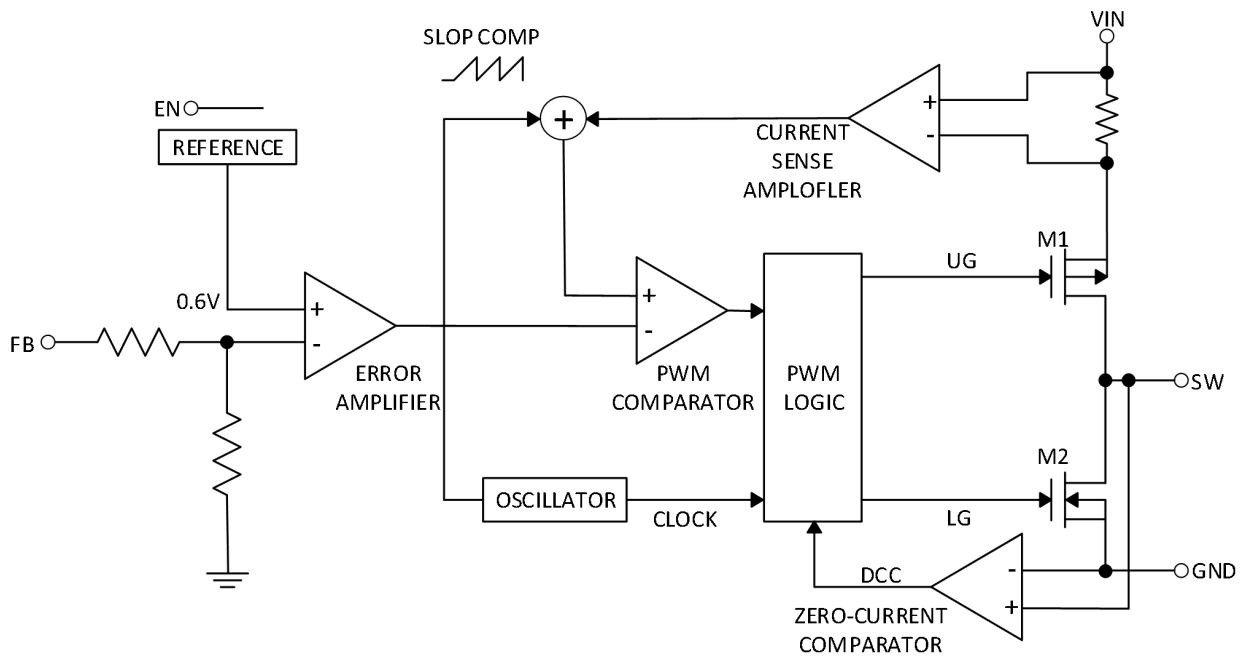 VIN
SLOP COMP
EN
REFERENCE
+
+
-
CURRENT
SENSE
AMPLOFLER
M1
UG
0.6V
+
-
+
-
FB
ERROR
AMPLIFIER
PWM
COMPARATOR
PWM
LOGIC
SW
M2
OSCILLATOR
CLOCK
LG
DCC
-
+
GND
ZERO-CURRENT
COMPARATOR